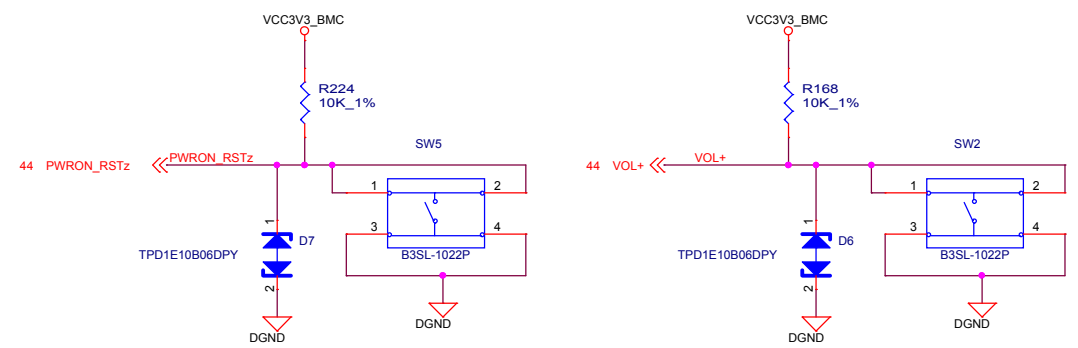 VCC3V3_BMC VCC3V3_BMC
R224 R168
10K_1% 10K_1%
SW5 SW2
44 PWRON_RSTz PWRON_RSTz 44 VOL+ VOL+
1 2 1 2
1 3 4 1 3 4
D7 D6
TPD1E10B06DPY B3SL-1022P TPD1E10B06DPY B3SL-1022P
2 2
DGND DGND
DGND DGND